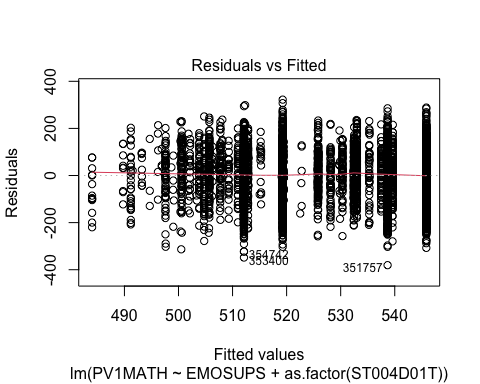 Residuals vs Fitted
Residuals
400
200
0
-200
-400
354742
353400
351757
490 500 510 520 530 540
Fitted values
lm(PV1MATH ~ EMOSUPS + as.factor(ST004D01T))